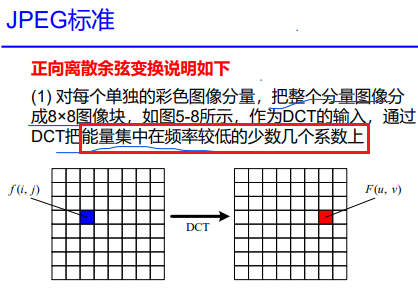 JPEG标准
正向离散余弦变换说明如下
(1) 对每个单独的彩色图像分量，把整个分量图像分
成8×8图像块，如图5-8所示，作为DCT的输入，通过
DCT把能量集中在频率较低的少数几个系数上
f(i, j)
F(u, v)
DCT